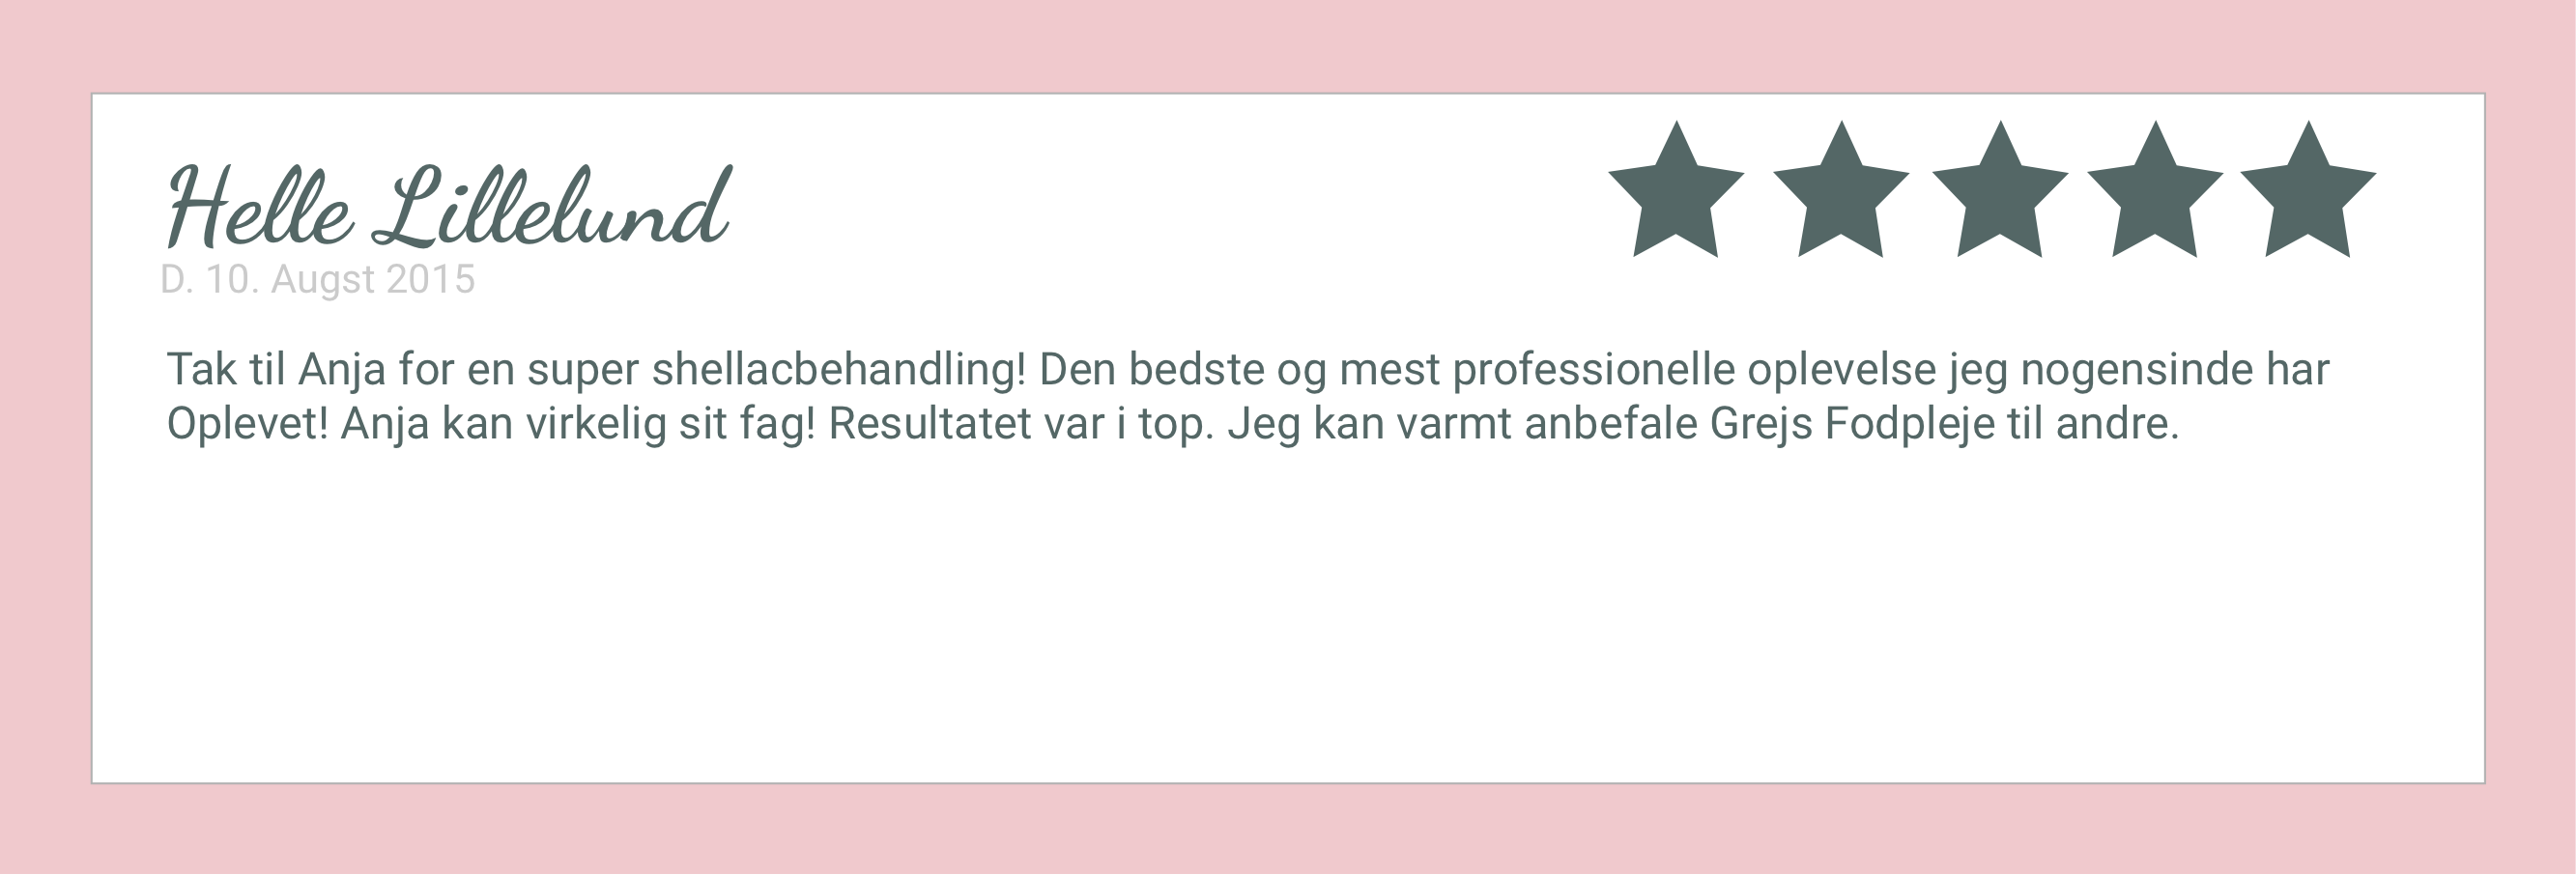 Helle Lillelund
D. 10. Augst 2015
Tak til Anja for en super shellacbehandling! Den bedste og mest professionelle oplevelse jeg nogensinde har
Oplevet! Anja kan virkelig sit fag! Resultatet var i top. Jeg kan varmt anbefale Grejs Fodpleje til andre.